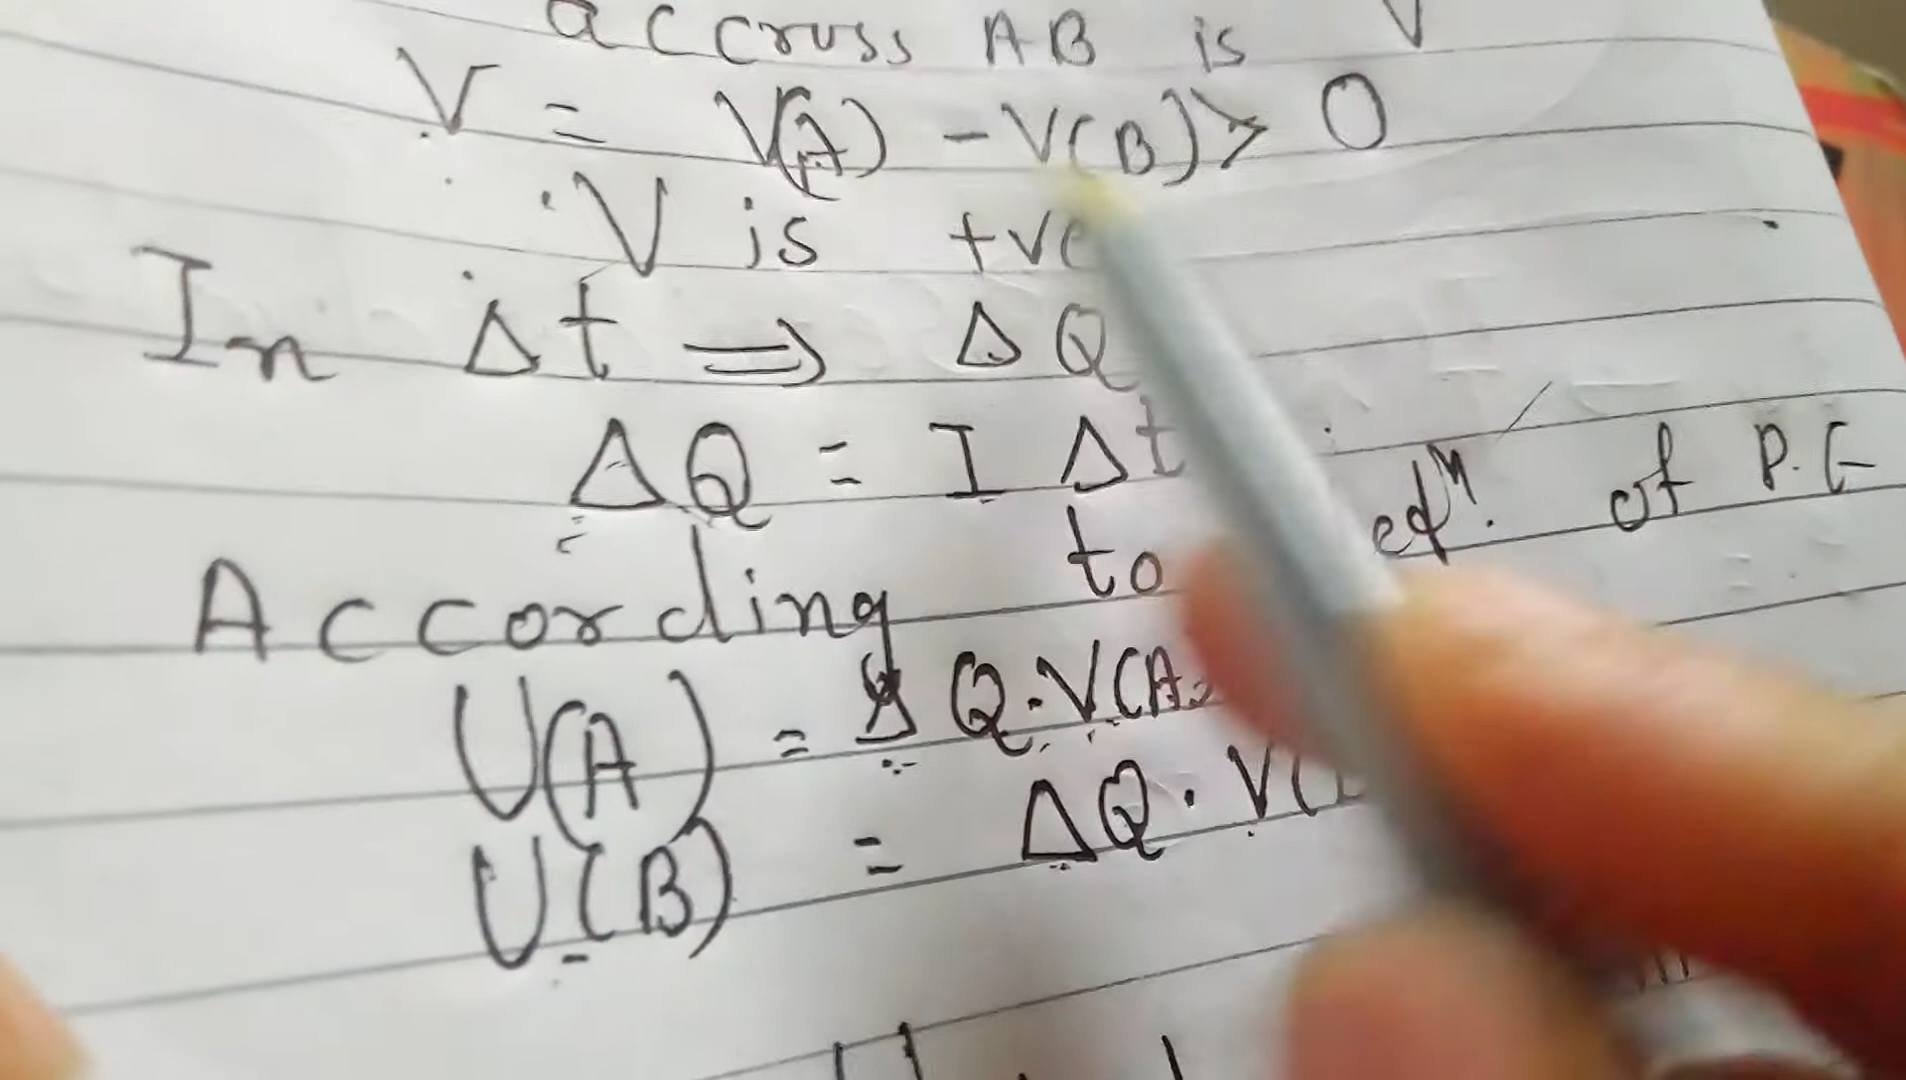 accross AB is V
V = V(A) - V(B) > 0
∴ V is +ve
In Δt ⇒ ΔQ
ΔQ = I Δt
According to eqⁿ. of P.E
U(A) = ΔQ·V(A)
U(B) = ΔQ·V(